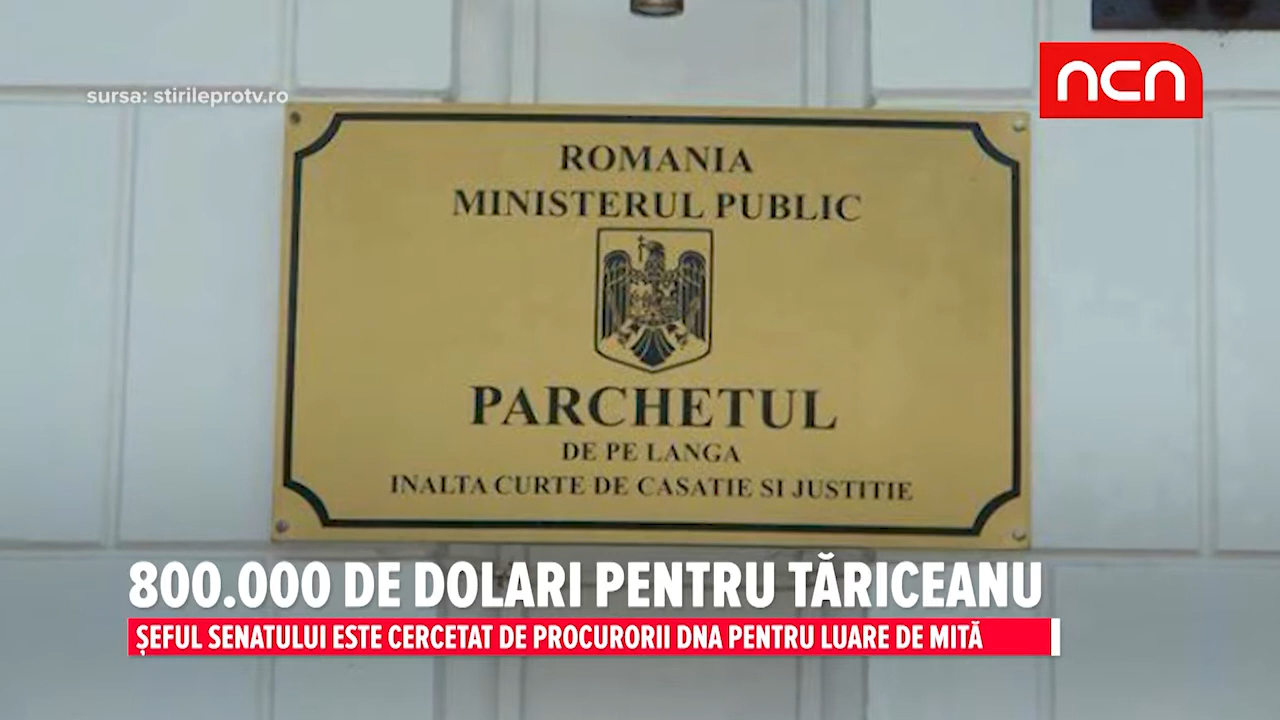 sursa: stirileprotv.ro
ncn
ROMANIA
MINISTERUL PUBLIC
PARCHETUL
DE PE LANGA
INALTA CURTE DE CASATIE SI JUSTITIE
800.000 DE DOLARI PENTRU TĂRICEANU
ȘEFUL SENATULUI ESTE CERCETAT DE PROCURORII DNA PENTRU LUARE DE MITĂ